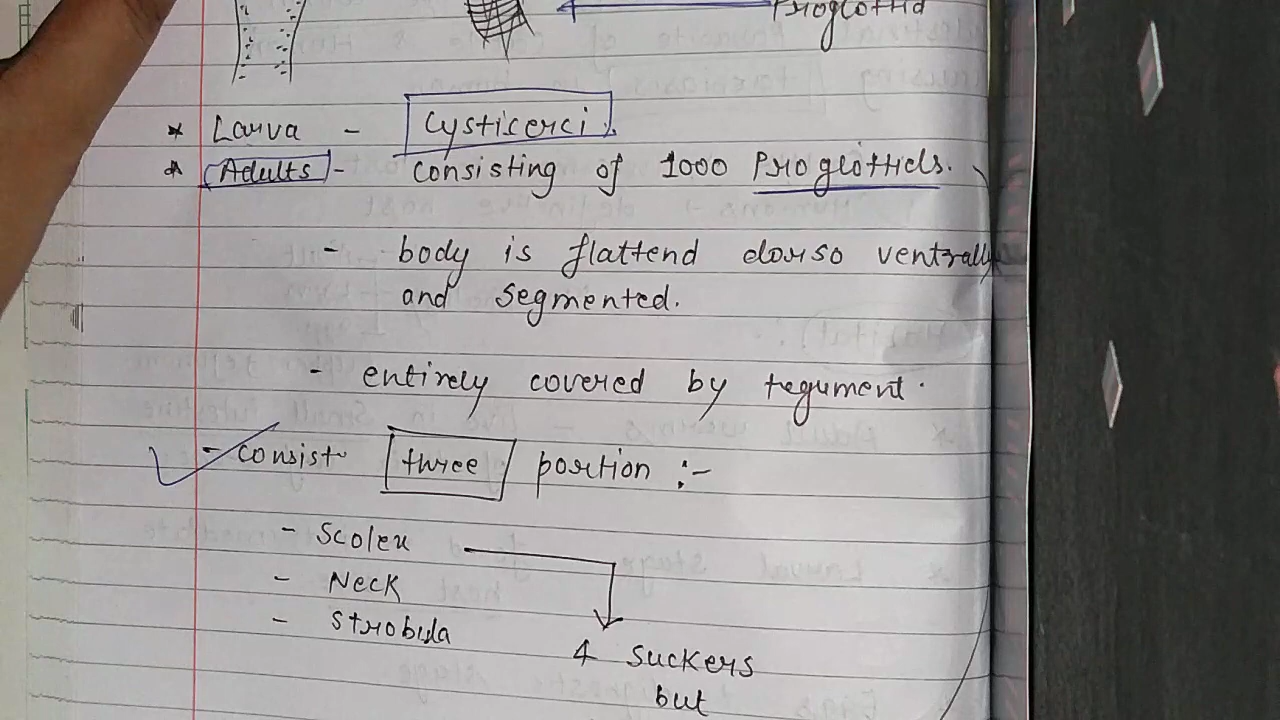 Proglottid
* Larva - Cysticerci.
* Adults - consisting of 1000 Proglottids.
- body is flattend dorso ventrally
and segmented.
- entirely covered by tegument.
- consist three portion :-
- Scolex
- Neck
- Strobila
4 suckers
but